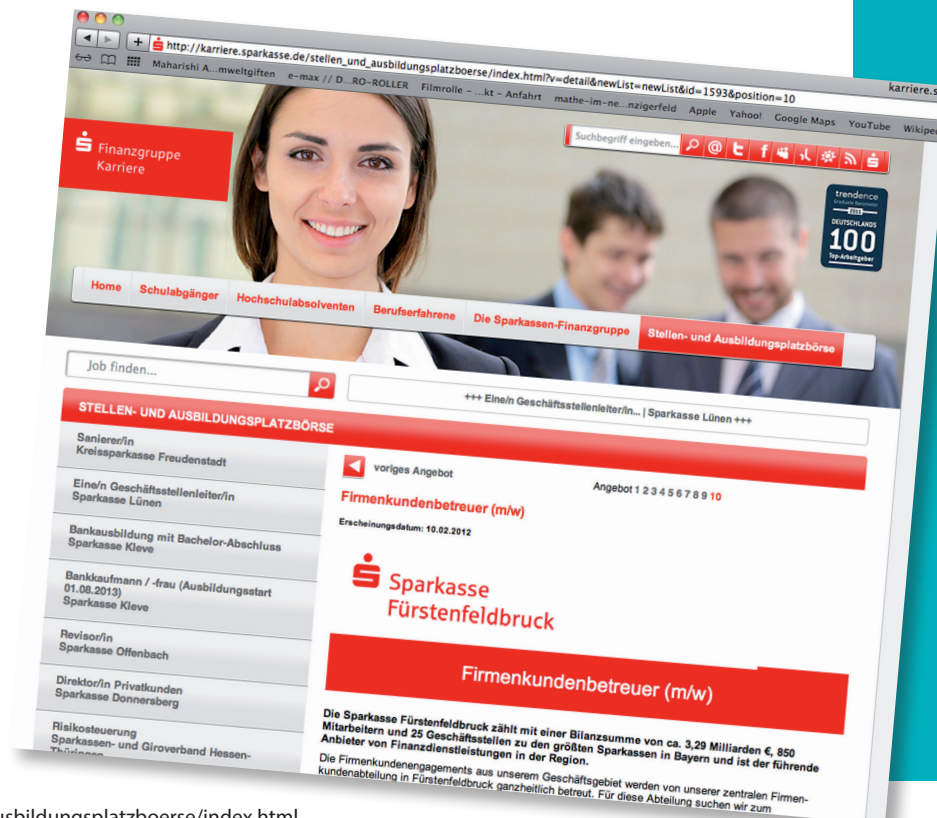 http://karriere.sparkasse.de/stellen_und_ausbildungsplatzboerse/index.html?v=detail&newList=newList&id=1593&position=10
karriere.s
Maharishi A...mweltgiften e-max // D...RO-ROLLER Filmrolle - ...kt - Anfahrt mathe-im-ne...nzigerfeld Apple Yahoo! Google Maps YouTube Wikiped
Finanzgruppe
Karriere
Suchbegriff eingeben...
trendence
Graduate Barometer
2011
DEUTSCHLANDS
100
Top-Arbeitgeber
Home Schulabgänger Hochschulabsolventen Berufserfahrene Die Sparkassen-Finanzgruppe Stellen- und Ausbildungsplatzbörse
Job finden...
+++ Eine/n Geschäftsstellenleiter/in... | Sparkasse Lünen +++
STELLEN- UND AUSBILDUNGSPLATZBÖRSE
Sanierer/in
Kreissparkasse Freudenstadt
Eine/n Geschäftsstellenleiter/in
Sparkasse Lünen
Bankausbildung mit Bachelor-Abschluss
Sparkasse Kleve
Bankkaufmann / -frau (Ausbildungsstart
01.08.2013)
Sparkasse Kleve
Revisor/in
Sparkasse Offenbach
Direktor/in Privatkunden
Sparkasse Donnersberg
Risikosteuerung
Sparkassen- und Giroverband Hessen-
Thüringen
voriges Angebot
Angebot 1 2 3 4 5 6 7 8 9 10
Firmenkundenbetreuer (m/w)
Erscheinungsdatum: 10.02.2012
Sparkasse
Fürstenfeldbruck
Firmenkundenbetreuer (m/w)
Die Sparkasse Fürstenfeldbruck zählt mit einer Bilanzsumme von ca. 3,29 Milliarden €, 850
Mitarbeitern und 25 Geschäftsstellen zu den größten Sparkassen in Bayern und ist der führende
Anbieter von Finanzdienstleistungen in der Region.
Die Firmenkundenengagements aus unserem Geschäftsgebiet werden von unserer zentralen Firmen-
kundenabteilung in Fürstenfeldbruck ganzheitlich betreut. Für diese Abteilung suchen wir zum
usbildungsplatzboerse/index.html